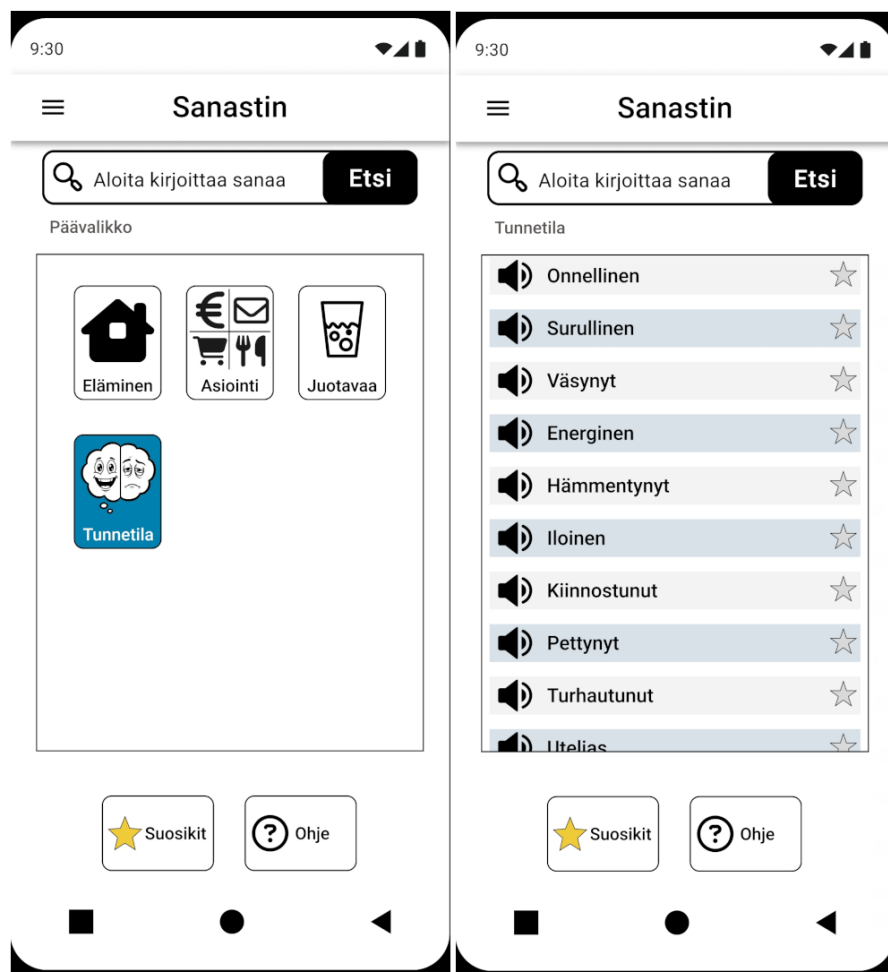 9:30
Sanastin
Aloita kirjoittaa sanaa Etsi
Päävalikko
Eläminen Asiointi Juotavaa
Tunnetila
Suosikit Ohje
9:30
Sanastin
Aloita kirjoittaa sanaa Etsi
Tunnetila
Onnellinen
Surullinen
Väsynyt
Energinen
Hämmentynyt
Iloinen
Kiinnostunut
Pettynyt
Turhautunut
Utelias
Suosikit Ohje